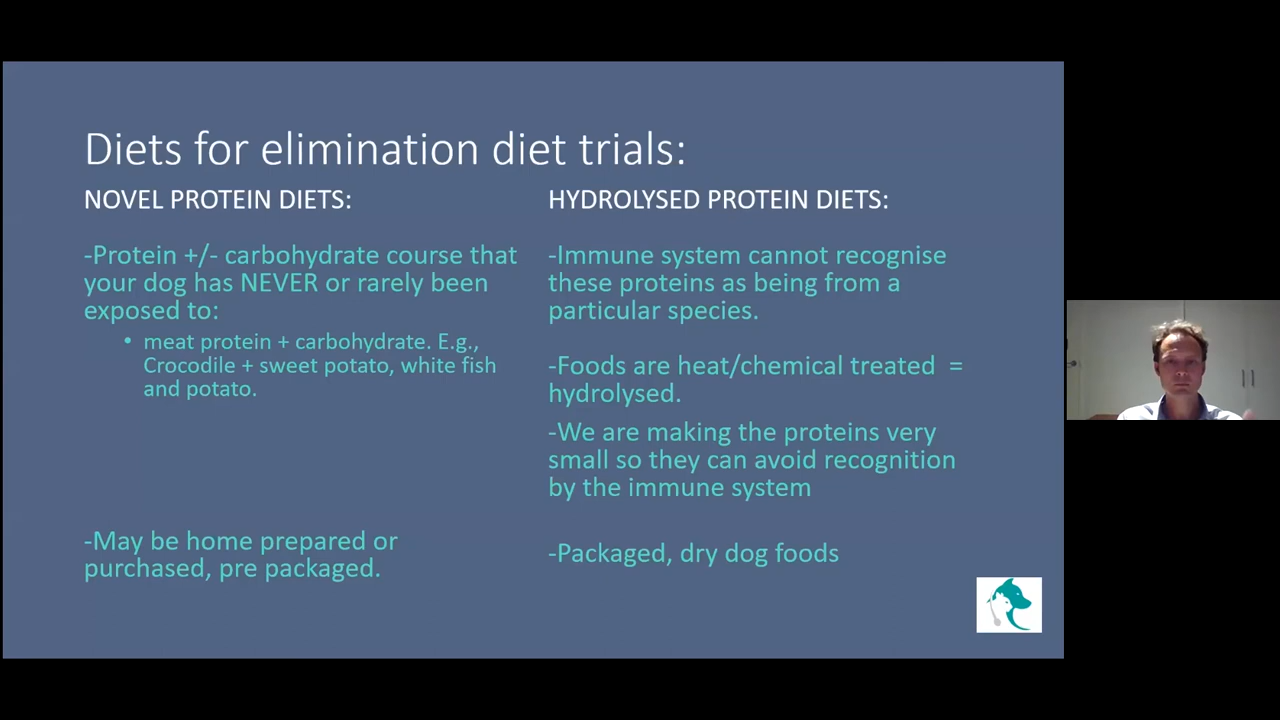 Diets for elimination diet trials:
NOVEL PROTEIN DIETS:
-Protein +/- carbohydrate course that
your dog has NEVER or rarely been
exposed to:
• meat protein + carbohydrate. E.g.,
Crocodile + sweet potato, white fish
and potato.
-May be home prepared or
purchased, pre packaged.
HYDROLYSED PROTEIN DIETS:
-Immune system cannot recognise
these proteins as being from a
particular species.
-Foods are heat/chemical treated =
hydrolysed.
-We are making the proteins very
small so they can avoid recognition
by the immune system
-Packaged, dry dog foods